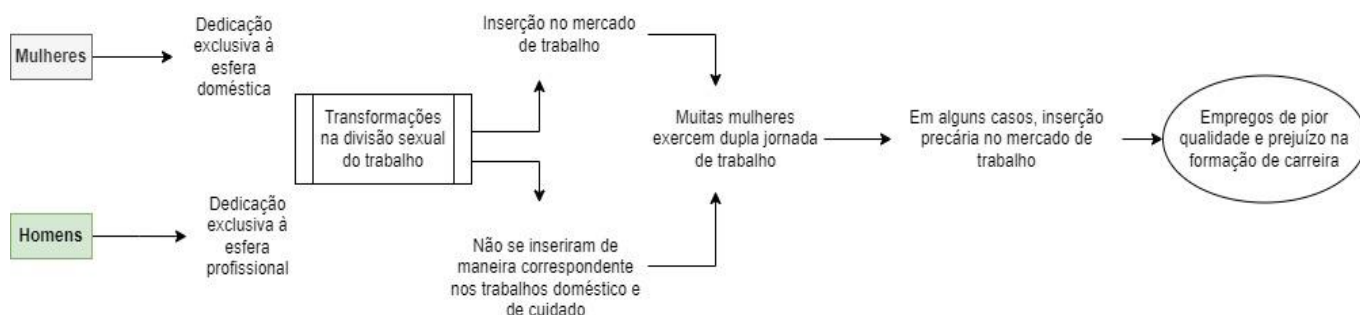 Mulheres
Dedicação
exclusiva à
esfera
doméstica
Homens
Dedicação
exclusiva à
esfera
profissional
Transformações
na divisão sexual
do trabalho
Inserção no mercado
de trabalho
Não se inseriram de
maneira correspondente
nos trabalhos doméstico e
de cuidado
Muitas mulheres
exercem dupla jornada
de trabalho
Em alguns casos, inserção
precária no mercado de
trabalho
Empregos de pior
qualidade e prejuízo na
formação de carreira